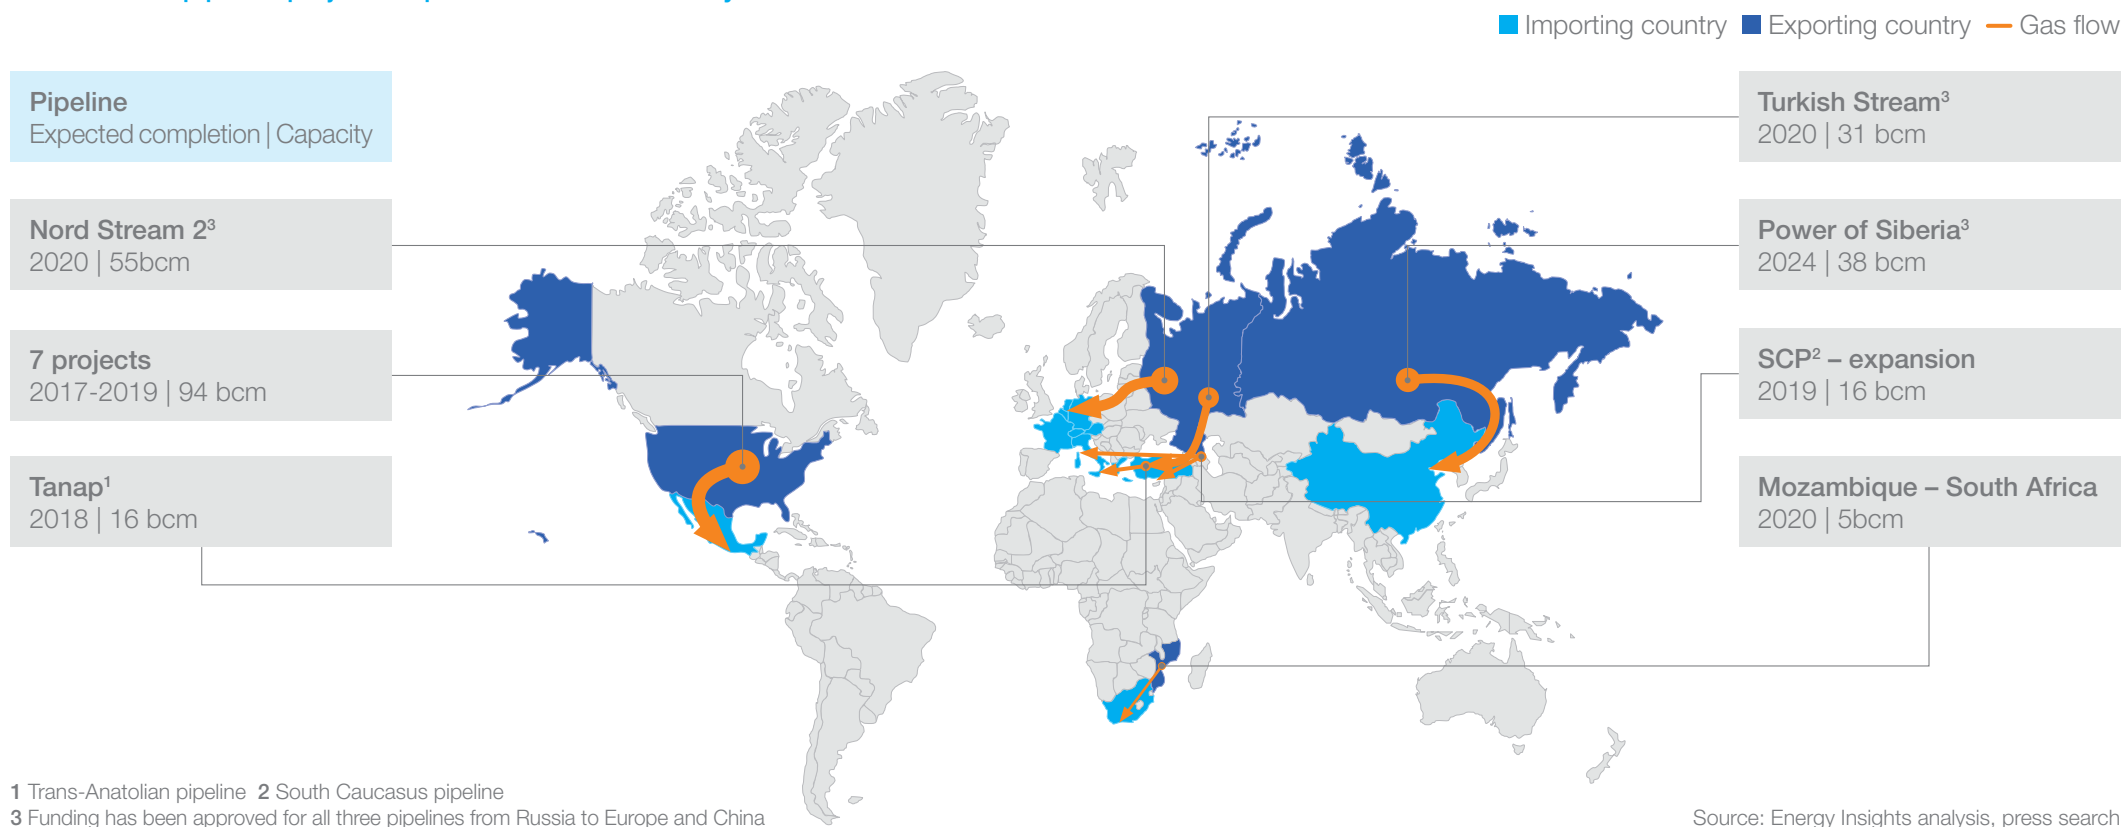 Importing country Exporting country Gas flow
Pipeline
Expected completion | Capacity
Nord Stream 2³
2020 | 55bcm
7 projects
2017-2019 | 94 bcm
Tanap¹
2018 | 16 bcm
Turkish Stream³
2020 | 31 bcm
Power of Siberia³
2024 | 38 bcm
SCP² – expansion
2019 | 16 bcm
Mozambique – South Africa
2020 | 5bcm
1 Trans-Anatolian pipeline 2 South Caucasus pipeline
3 Funding has been approved for all three pipelines from Russia to Europe and China
Source: Energy Insights analysis, press search